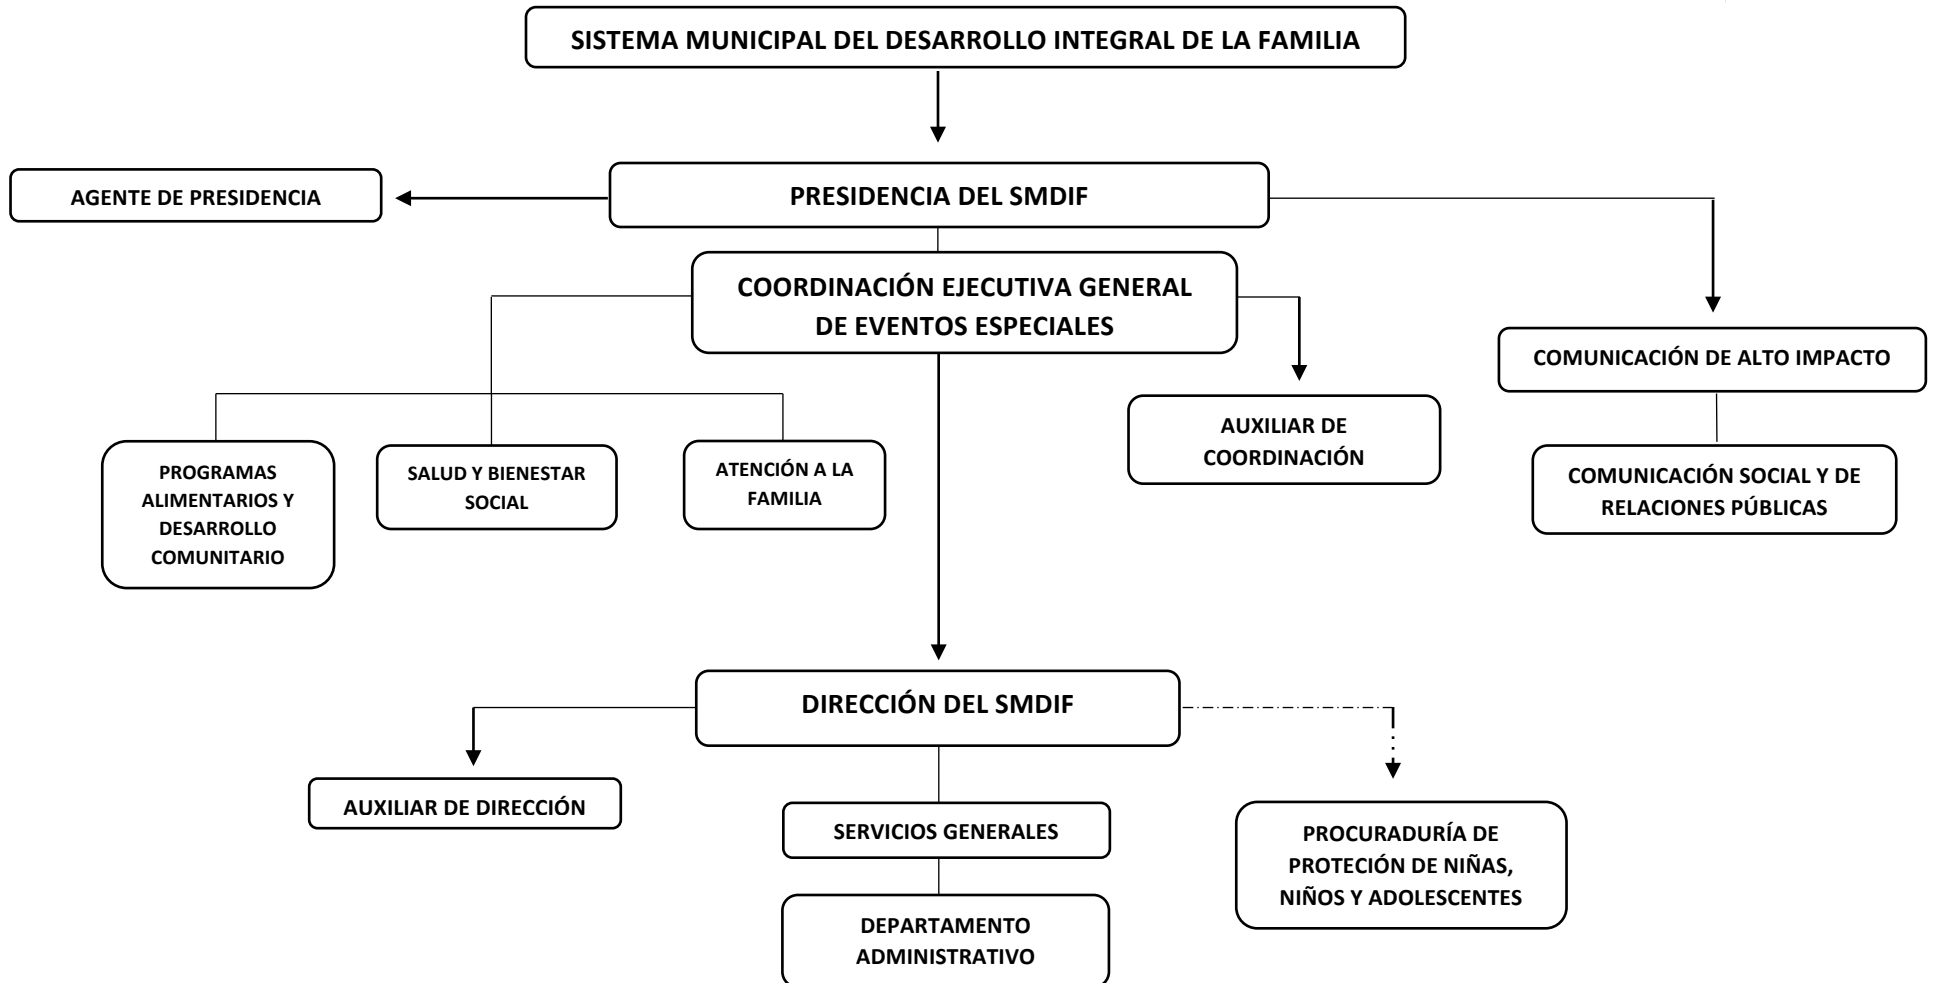 SISTEMA MUNICIPAL DEL DESARROLLO INTEGRAL DE LA FAMILIA
AGENTE DE PRESIDENCIA
PRESIDENCIA DEL SMDIF
COORDINACIÓN EJECUTIVA GENERAL
DE EVENTOS ESPECIALES
COMUNICACIÓN DE ALTO IMPACTO
AUXILIAR DE
COORDINACIÓN
PROGRAMAS
ALIMENTARIOS Y
DESARROLLO
COMUNITARIO
SALUD Y BIENESTAR
SOCIAL
ATENCIÓN A LA
FAMILIA
COMUNICACIÓN SOCIAL Y DE
RELACIONES PÚBLICAS
DIRECCIÓN DEL SMDIF
AUXILIAR DE DIRECCIÓN
SERVICIOS GENERALES
PROCURADURÍA DE
PROTECIÓN DE NIÑAS,
NIÑOS Y ADOLESCENTES
DEPARTAMENTO
ADMINISTRATIVO